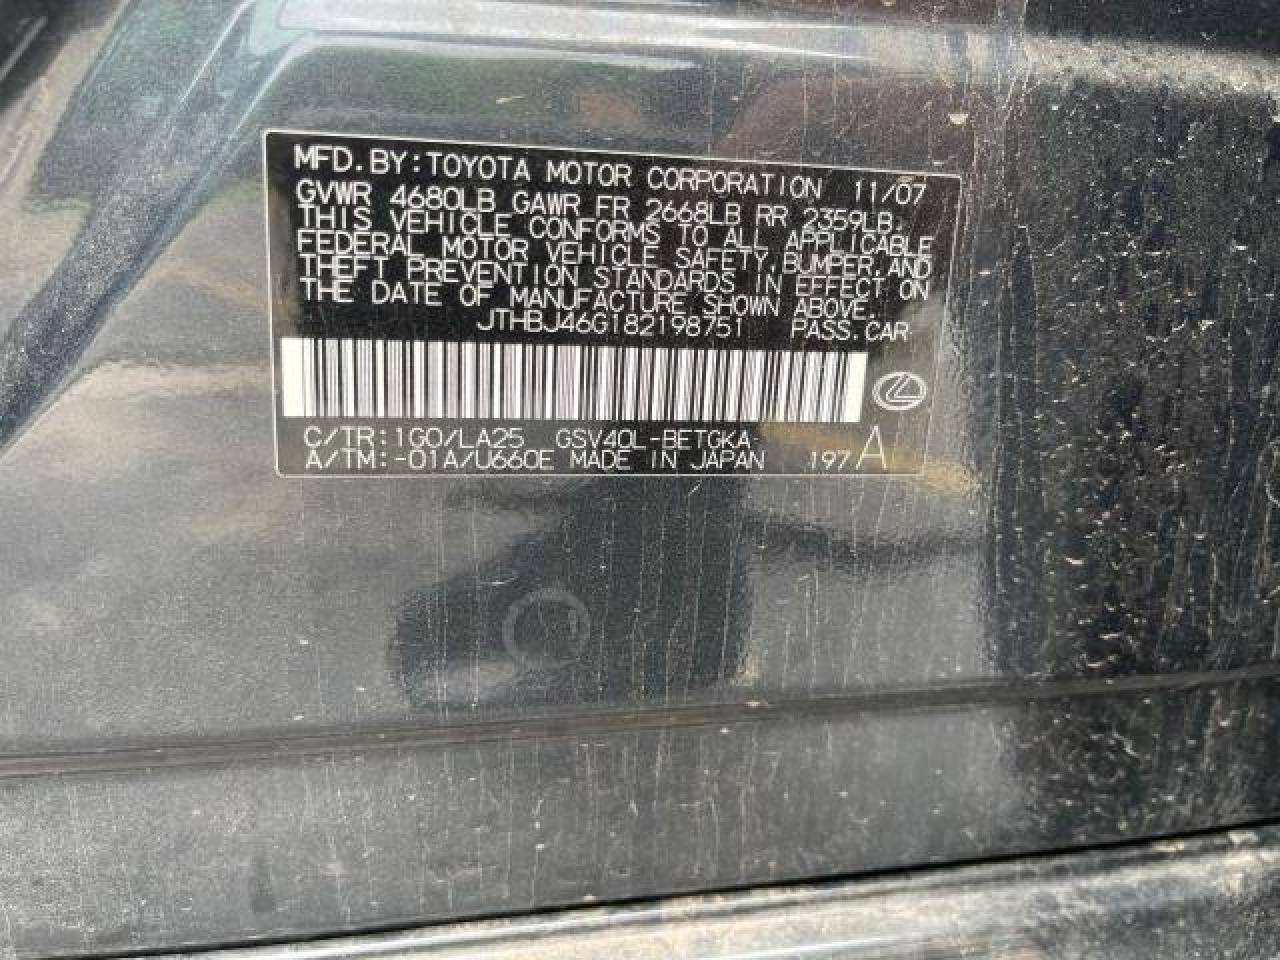 MFD.BY:TOYOTA MOTOR CORPORATION 11/07
GVWR 4680LB GAWR FR 2668LB RR 2359LB.
THIS VEHICLE CONFORMS TO ALL APPLICABLE
FEDERAL MOTOR VEHICLE SAFETY,BUMPER,AND
THEFT PREVENTION STANDARDS IN EFFECT ON
THE DATE OF MANUFACTURE SHOWN ABOVE.
JTHBJ46G182198751 PASS.CAR
C/TR:1G0/LA25 GSV40L-BETGKA
A/TM:-01A/U660E MADE IN JAPAN 197 A